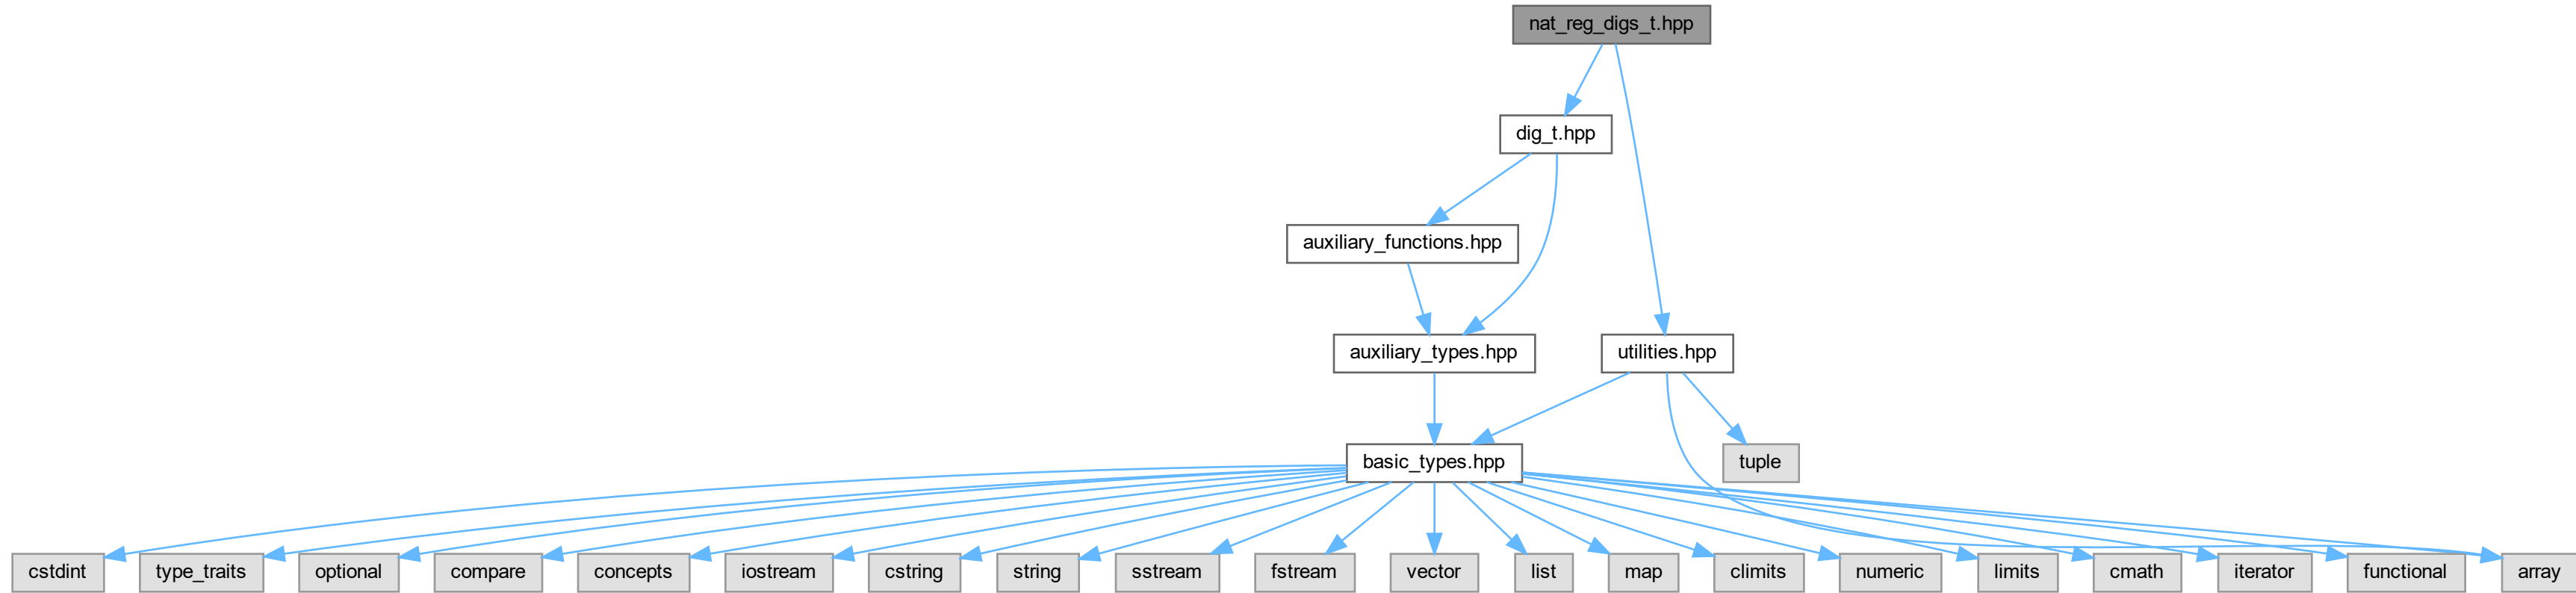 nat_reg_digs_t.hpp
dig_t.hpp
auxiliary_functions.hpp
auxiliary_types.hpp
utilities.hpp
basic_types.hpp
tuple
cstdint
type_traits
optional
compare
concepts
iostream
cstring
string
sstream
fstream
vector
list
map
climits
numeric
limits
cmath
iterator
functional
array